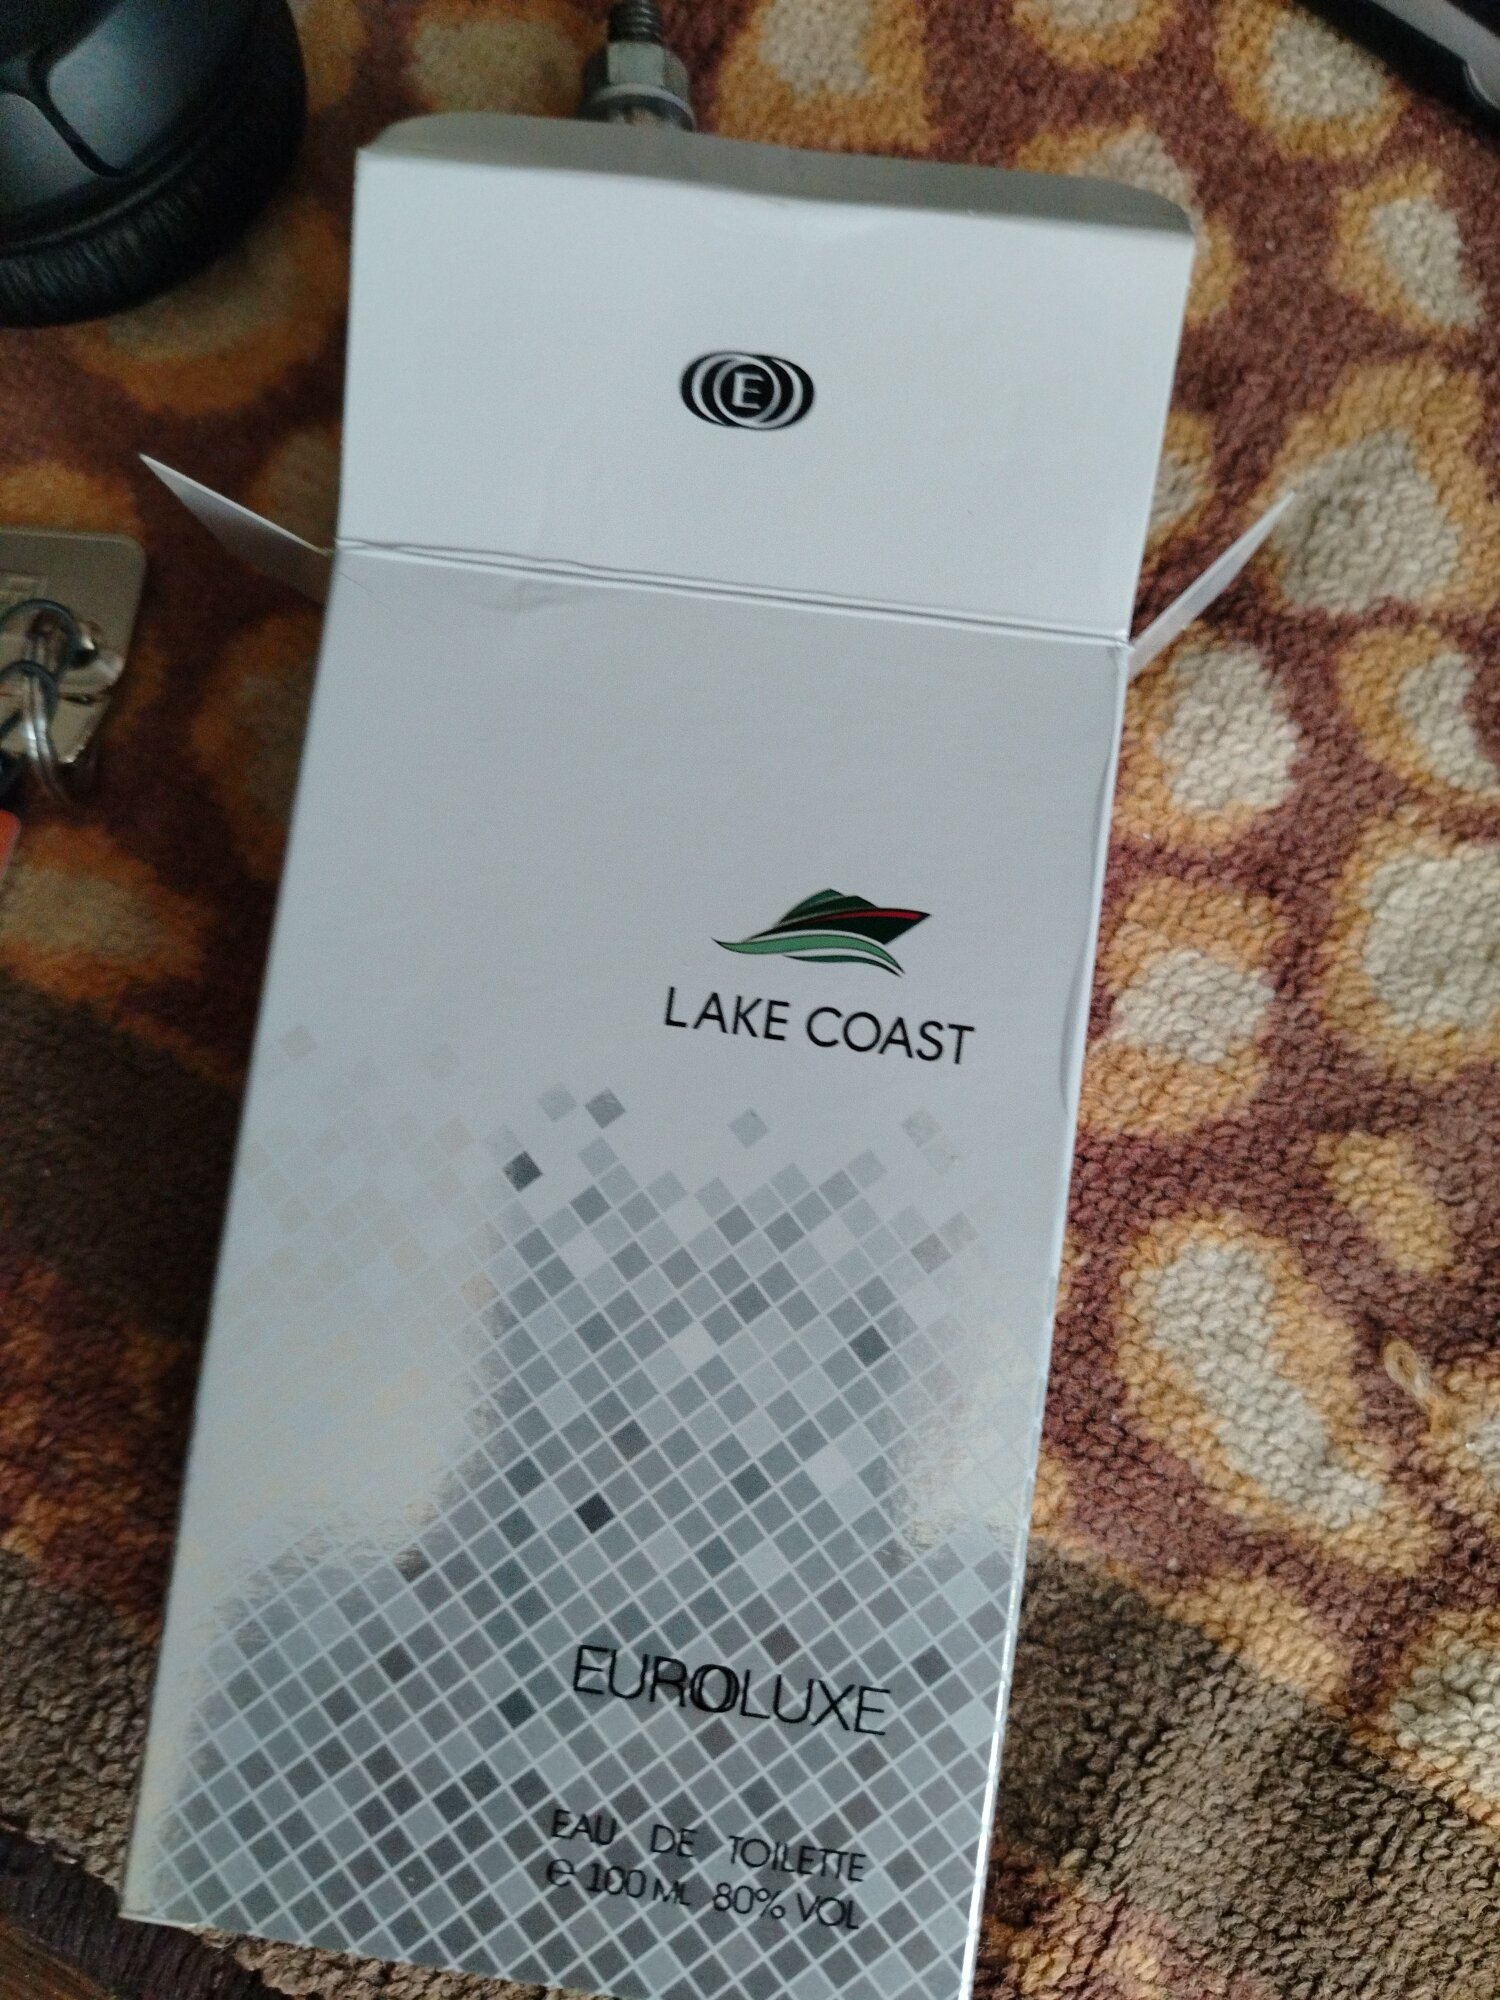 E
LAKE COAST
EUROLUXE
EAU DE TOILETTE
℮ 100 ML 80% VOL